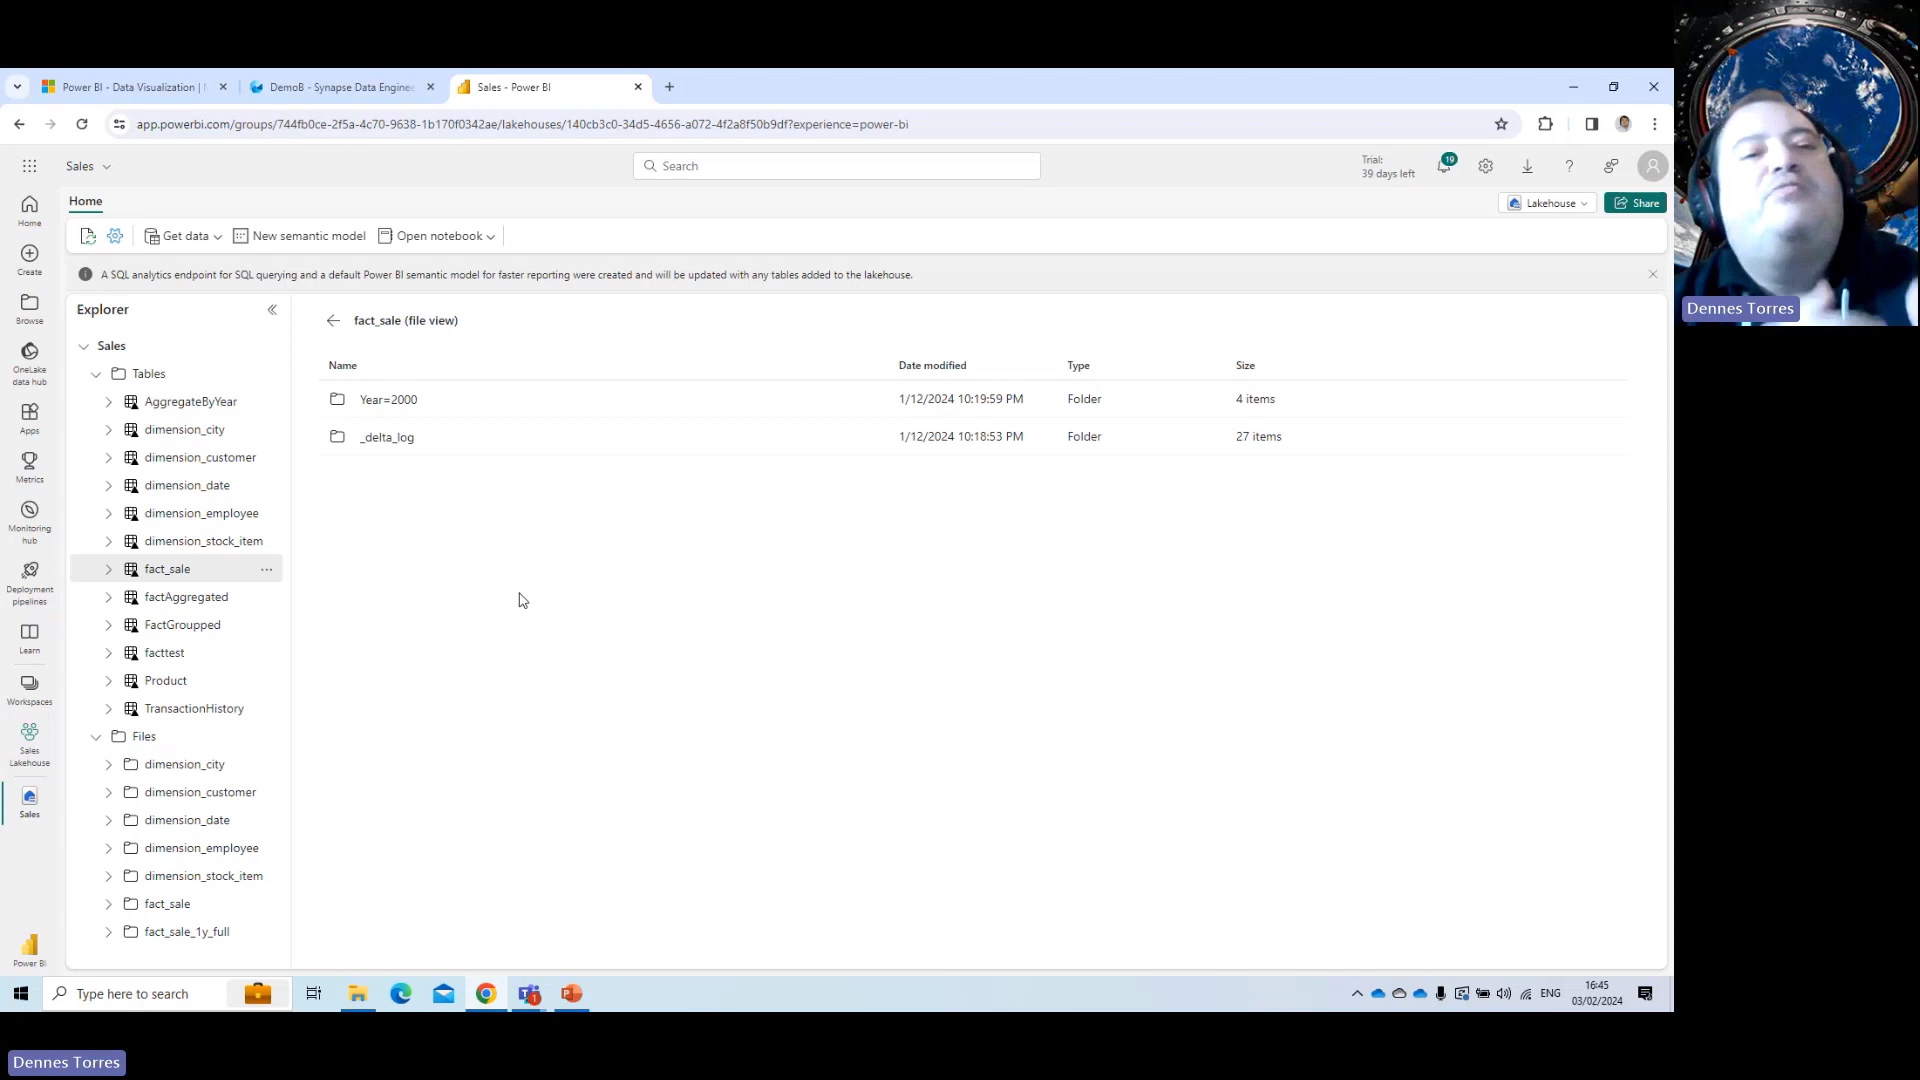 Power BI - Data Visualization |
DemoB - Synapse Data Enginee
Sales - Power BI
app.powerbi.com/groups/744fb0ce-2f5a-4c70-9638-1b170f0342ae/lakehouses/140cb3c0-34d5-4656-a072-4f2a8f50b9df?experience=power-bi
Sales
Search
Trial:
39 days left
19
Home
Lakehouse
Share
Get data
New semantic model
Open notebook
A SQL analytics endpoint for SQL querying and a default Power BI semantic model for faster reporting were created and will be updated with any tables added to the lakehouse.
Home
Create
Browse
OneLake
data hub
Apps
Metrics
Monitoring
hub
Deployment
pipelines
Learn
Workspaces
Sales
Lakehouse
Sales
Power BI
Explorer
Sales
Tables
AggregateByYear
dimension_city
dimension_customer
dimension_date
dimension_employee
dimension_stock_item
fact_sale
factAggregated
FactGroupped
facttest
Product
TransactionHistory
Files
dimension_city
dimension_customer
dimension_date
dimension_employee
dimension_stock_item
fact_sale
fact_sale_1y_full
fact_sale (file view)
Name Date modified Type Size
Year=2000 1/12/2024 10:19:59 PM Folder 4 items
_delta_log 1/12/2024 10:18:53 PM Folder 27 items
Type here to search
ENG
16:45
03/02/2024
Dennes Torres
Dennes Torres